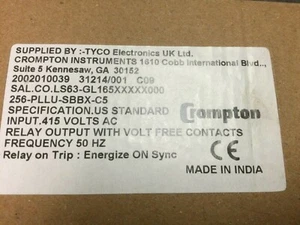 SUPPLIED BY :-TYCO Electronics UK Ltd.
CROMPTON INSTRUMENTS 1610 Cobb International Blvd..,
Suite 5 Kennesaw, GA 30152
2002010039 31214/001 C09
SAL.CO.LS63-GL165XXXXX000
256-PLLU-SBBX-C5
SPECIFICATION.US STANDARD
Crompton
INPUT.415 VOLTS AC
RELAY OUTPUT WITH VOLT FREE CONTACTS
FREQUENCY 50 HZ
CE
Relay on Trip : Energize ON Sync
MADE IN INDIA